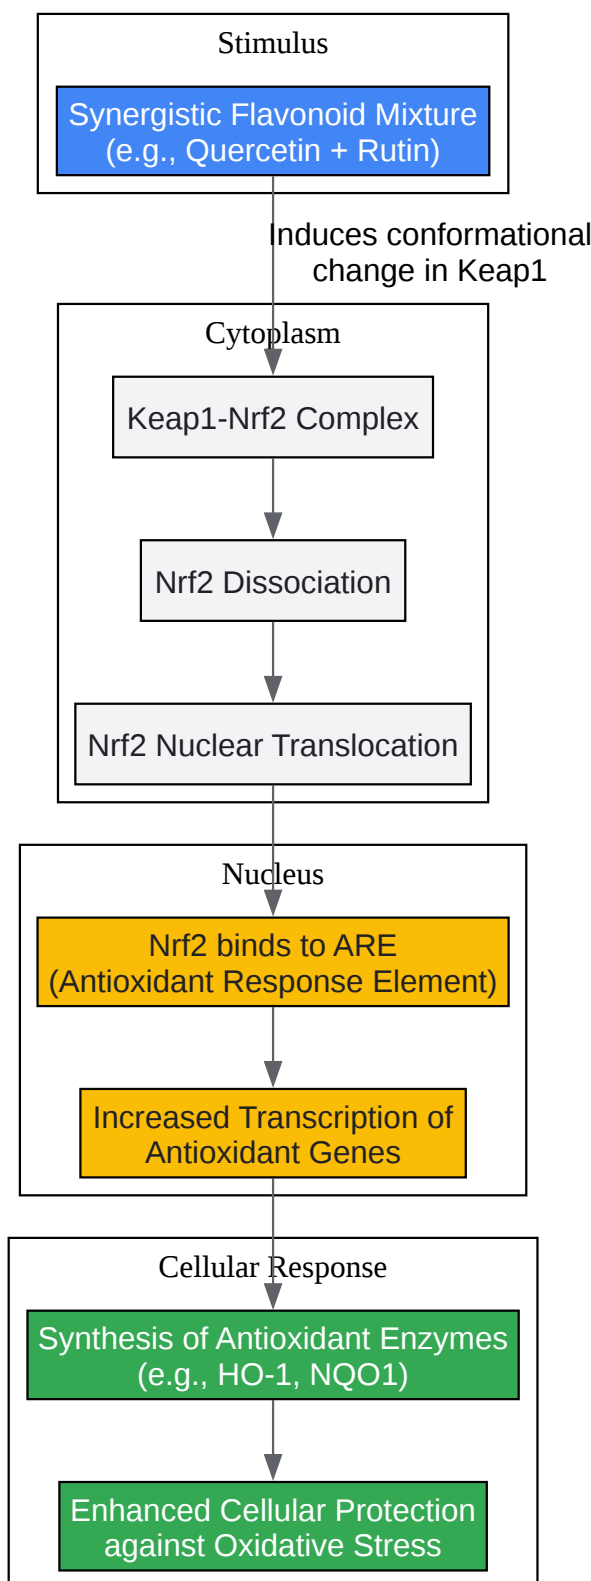 Stimulus
Synergistic Flavonoid Mixture
(e.g., Quercetin + Rutin)
Induces conformational
change in Keap1
Cytoplasm
Keap1-Nrf2 Complex
Nrf2 Dissociation
Nrf2 Nuclear Translocation
Nucleus
Nrf2 binds to ARE
(Antioxidant Response Element)
Increased Transcription of
Antioxidant Genes
Cellular Response
Synthesis of Antioxidant Enzymes
(e.g., HO-1, NQO1)
Enhanced Cellular Protection
against Oxidative Stress